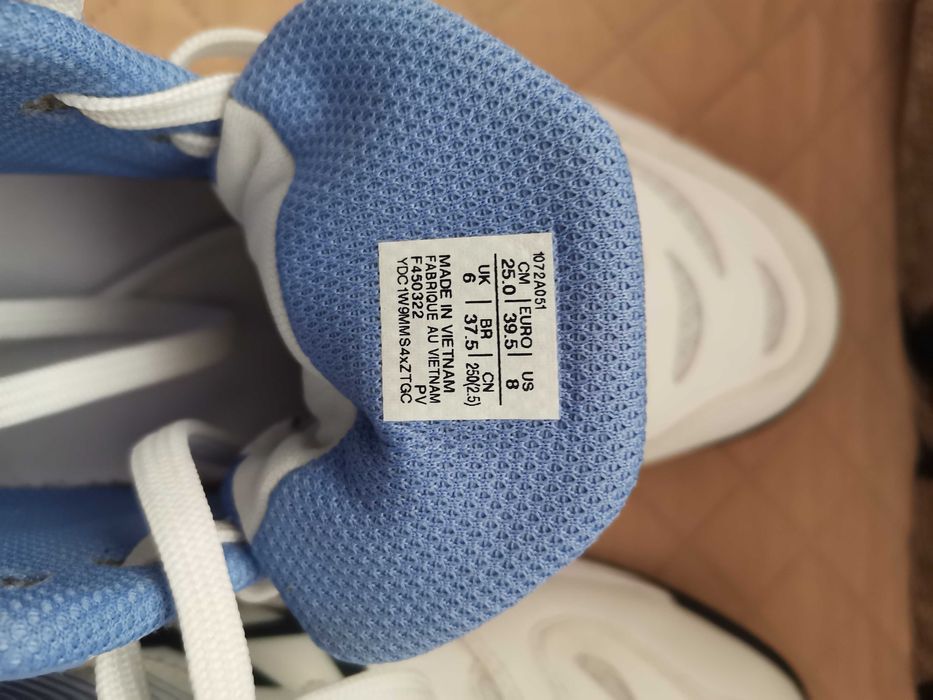 1072A051
CM | EURO | US
25.0 | 39.5 | 8
UK | BR | CN
6 | 37.5 | 250(2.5)
MADE IN VIETNAM
FABRIQUE AU VIETNAM
F450322 PV
YDC1W9MMS4xZTGC